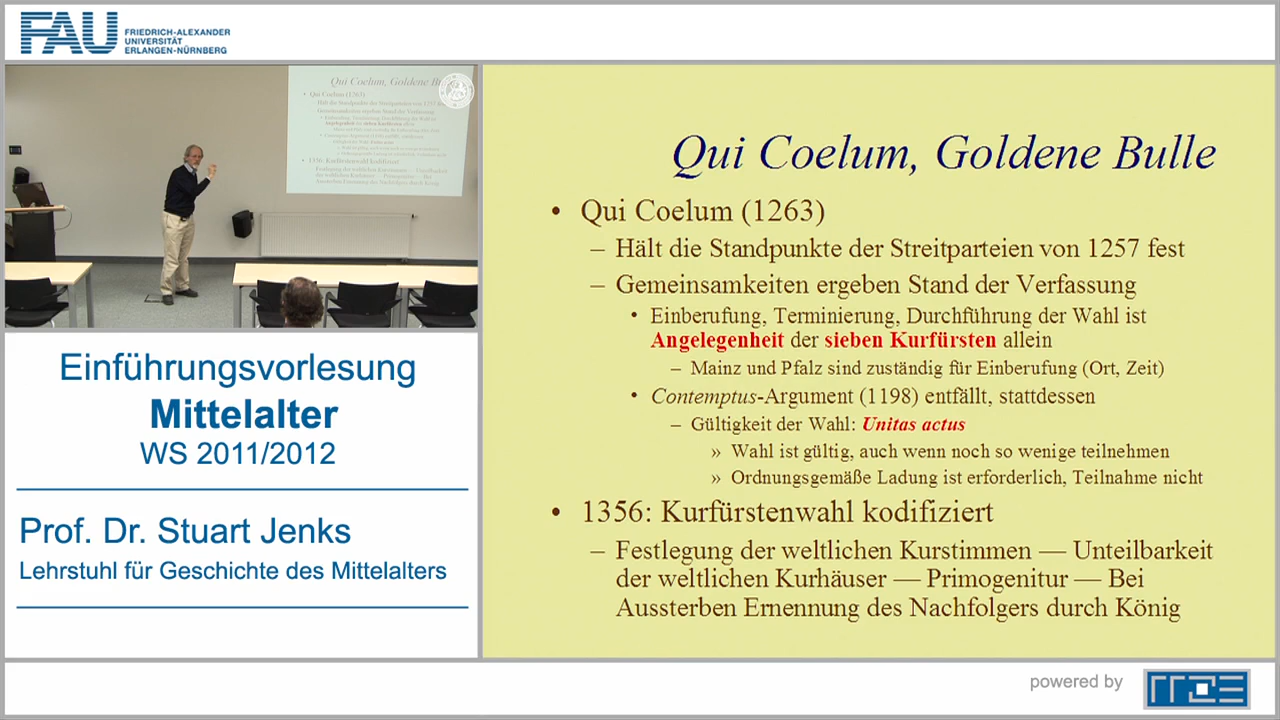 FAU
FRIEDRICH-ALEXANDER
UNIVERSITÄT
ERLANGEN-NÜRNBERG
Qui Coelum, Goldene Bulle
• Qui Coelum (1263)
– Hält die Standpunkte der Streitparteien von 1257 fest
– Gemeinsamkeiten ergeben Stand der Verfassung
• Einberufung, Terminierung, Durchführung der Wahl ist
Angelegenheit der sieben Kurfürsten allein
– Mainz und Pfalz sind zuständig für Einberufung (Ort, Zeit)
• Contemptus-Argument (1198) entfällt, stattdessen
– Gültigkeit der Wahl: Unitas actus
» Wahl ist gültig, auch wenn noch so wenige teilnehmen
» Ordnungsgemäße Ladung ist erforderlich, Teilnahme nicht
• 1356: Kurfürstenwahl kodifiziert
– Festlegung der weltlichen Kurstimmen — Unteilbarkeit
der weltlichen Kurhäuser — Primogenitur — Bei
Aussterben Ernennung des Nachfolgers durch König
Einführungsvorlesung
Mittelalter
WS 2011/2012
Prof. Dr. Stuart Jenks
Lehrstuhl für Geschichte des Mittelalters
powered by